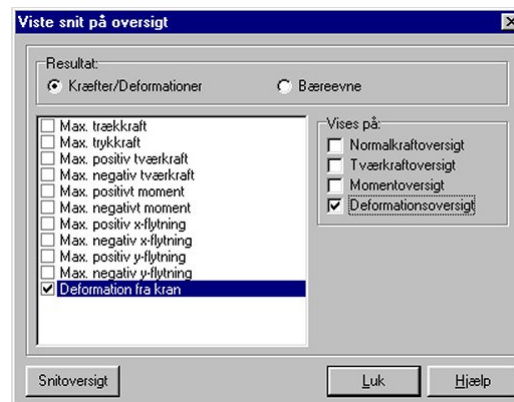 Viste snit på oversigt
Resultat:
Kræfter/Deformationer
Bæreevne
Max. trækkraft
Max. trykkraft
Max. positiv tværkraft
Max. negativ tværkraft
Max. positivt moment
Max. negativt moment
Max. positiv x-flytning
Max. negativ x-flytning
Max. positiv y-flytning
Max. negativ y-flytning
Deformation fra kran
Vises på:
Normalkraftoversigt
Tværkraftoversigt
Momentoversigt
Deformationsoversigt
Snitoversigt
Luk
Hjælp